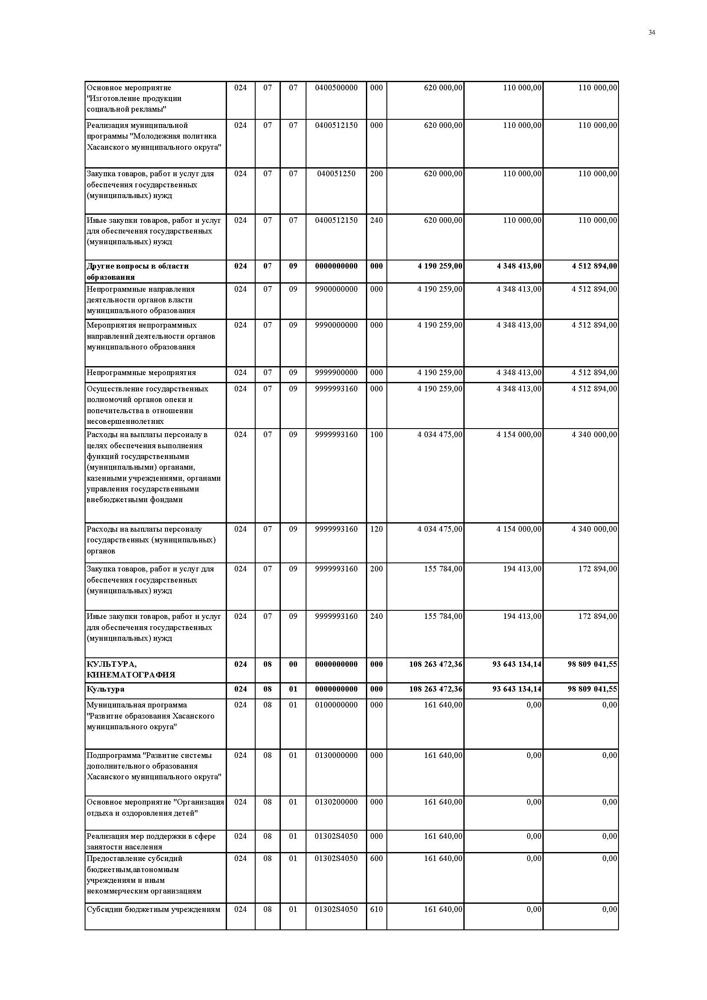 34
Основное мероприятие 024 07 07 0400500000 000 620 000,00 110 000,00 110 000,00
"Изготовление продукции
социальной рекламы"
Реализация муниципальной 024 07 07 0400512150 000 620 000,00 110 000,00 110 000,00
программы "Молодежная политика
Хасанского муниципального округа"
Закупка товаров, работ и услуг для 024 07 07 040051250 200 620 000,00 110 000,00 110 000,00
обеспечения государственных
(муниципальных) нужд
Иные закупки товаров, работ и услуг 024 07 07 0400512150 240 620 000,00 110 000,00 110 000,00
для обеспечения государственных
(муниципальных) нужд
Другие вопросы в области 024 07 09 0000000000 000 4 190 259,00 4 348 413,00 4 512 894,00
образования
Непрограммные направления 024 07 09 9900000000 000 4 190 259,00 4 348 413,00 4 512 894,00
деятельности органов власти
муниципального образования
Мероприятия непрограммных 024 07 09 9990000000 000 4 190 259,00 4 348 413,00 4 512 894,00
направлений деятельности органов
муниципального образования
Непрограммные мероприятия 024 07 09 9999900000 000 4 190 259,00 4 348 413,00 4 512 894,00
Осуществление государственных 024 07 09 9999993160 000 4 190 259,00 4 348 413,00 4 512 894,00
полномочий органов опеки и
попечительства в отношении
несовершеннолетних
Расходы на выплаты персоналу в 024 07 09 9999993160 100 4 034 475,00 4 154 000,00 4 340 000,00
целях обеспечения выполнения
функций государственными
(муниципальными) органами,
казенными учреждениями, органами
управления государственными
внебюджетными фондами
Расходы на выплаты персоналу 024 07 09 9999993160 120 4 034 475,00 4 154 000,00 4 340 000,00
государственных (муниципальных)
органов
Закупка товаров, работ и услуг для 024 07 09 9999993160 200 155 784,00 194 413,00 172 894,00
обеспечения государственных
(муниципальных) нужд
Иные закупки товаров, работ и услуг 024 07 09 9999993160 240 155 784,00 194 413,00 172 894,00
для обеспечения государственных
(муниципальных) нужд
КУЛЬТУРА, 024 08 00 0000000000 000 108 263 472,36 93 643 134,14 98 809 041,55
КИНЕМАТОГРАФИЯ
Культура 024 08 01 0000000000 000 108 263 472,36 93 643 134,14 98 809 041,55
Муниципальная программа 024 08 01 0100000000 000 161 640,00 0,00 0,00
"Развитие образования Хасанского
муниципального округа"
Подпрограмма "Развитие системы 024 08 01 0130000000 000 161 640,00 0,00 0,00
дополнительного образования
Хасанского муниципального округа"
Основное мероприятие "Организация 024 08 01 0130200000 000 161 640,00 0,00 0,00
отдыха и оздоровления детей"
Реализация мер поддержки в сфере 024 08 01 01302S4050 000 161 640,00 0,00 0,00
занятости населения
Предоставление субсидий 024 08 01 01302S4050 600 161 640,00 0,00 0,00
бюджетным,автономным
учреждениям и иным
некоммерческим организациям
Субсидии бюджетным учреждениям 024 08 01 01302S4050 610 161 640,00 0,00 0,00